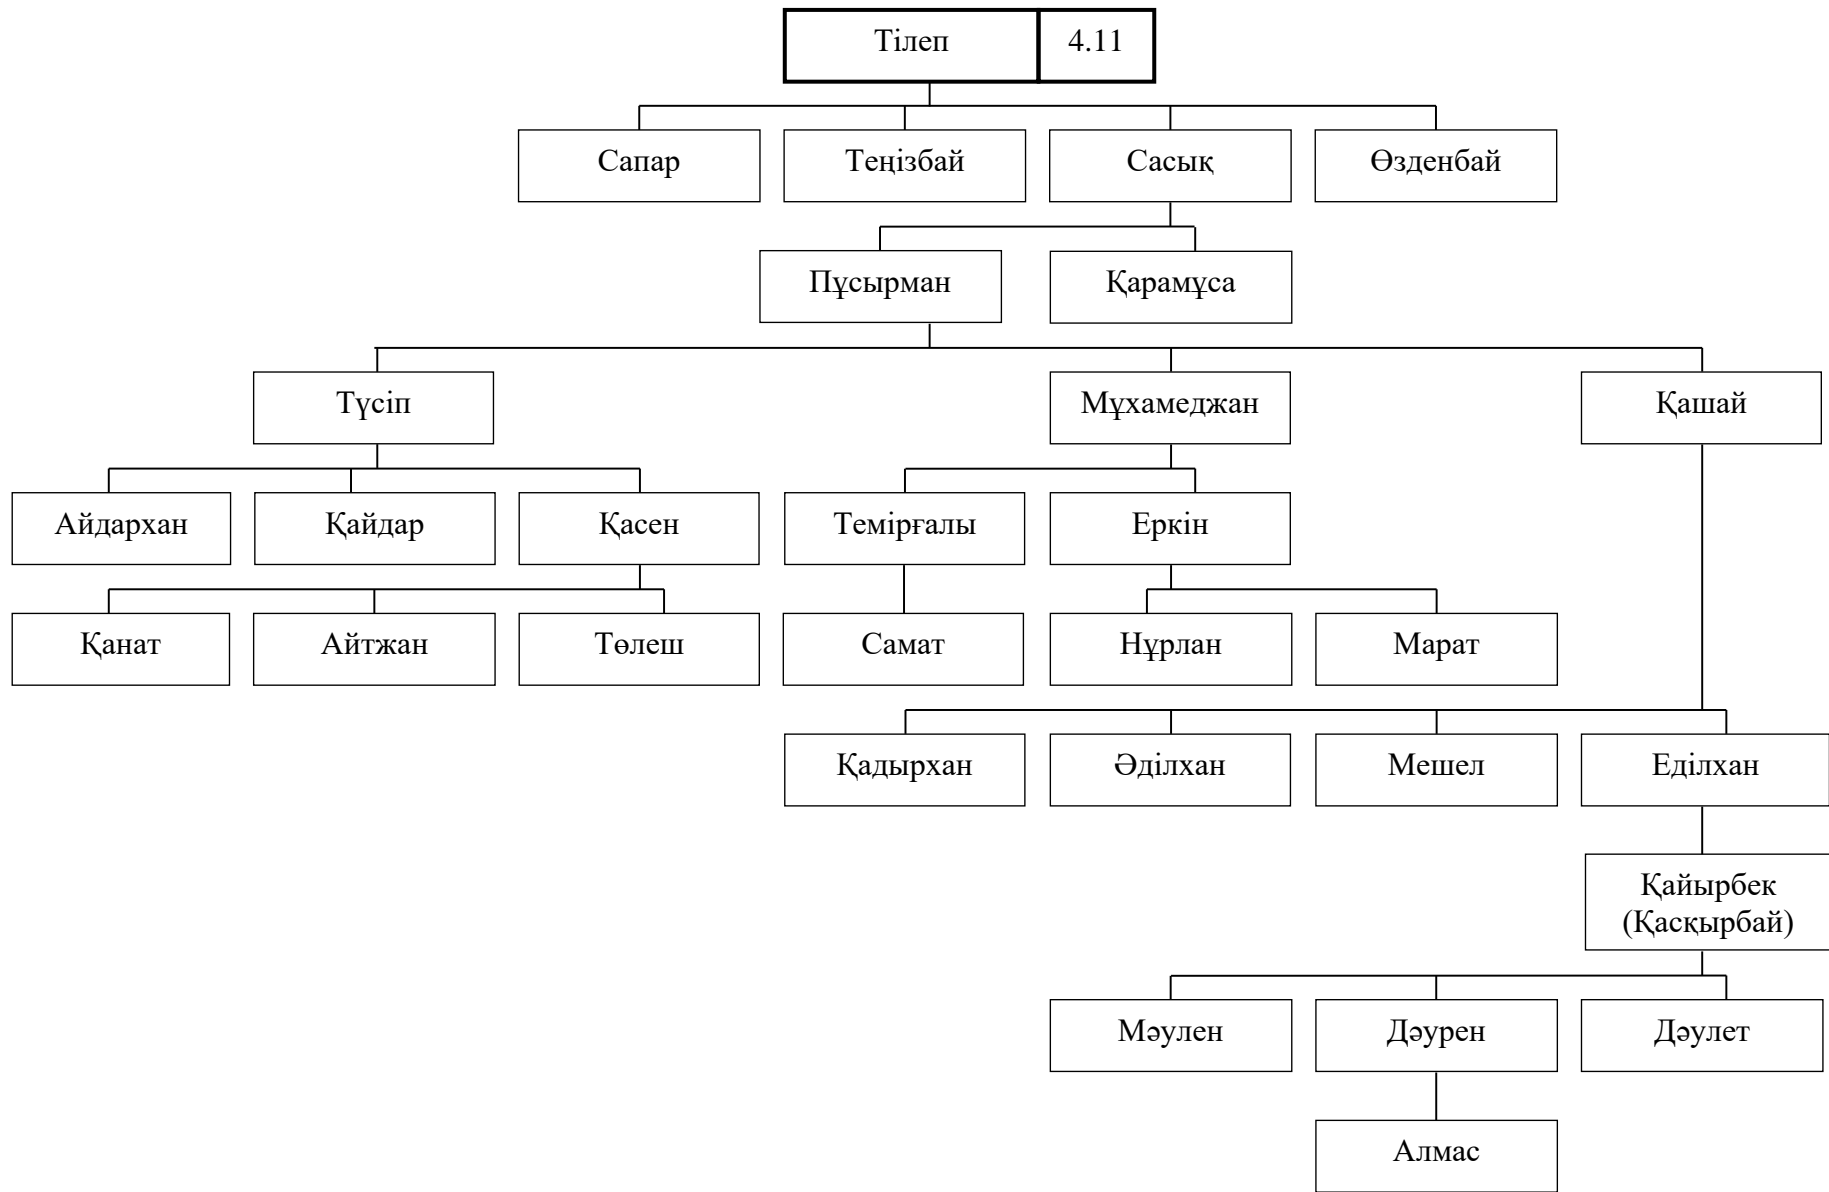 Тілеп 4.11
Сапар Теңізбай Сасық Өзденбай
Пұсырман Қарамұса
Түсіп Мұхамеджан Қашай
Айдархан Қайдар Қасен Темірғалы Еркін
Қанат Айтжан Төлеш Самат Нұрлан Марат
Қадырхан Әділхан Мешел Еділхан
Қайырбек
(Қасқырбай)
Мәулен Дәурен Дәулет
Алмас